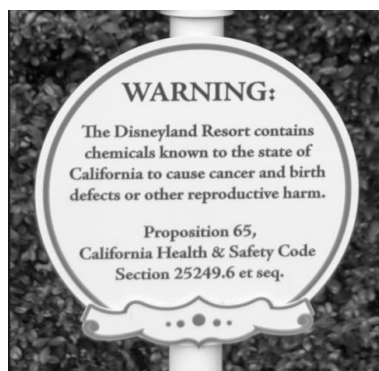 WARNING:
The Disneyland Resort contains
chemicals known to the state of
California to cause cancer and birth
defects or other reproductive harm.
Proposition 65,
California Health & Safety Code
Section 25249.6 et seq.